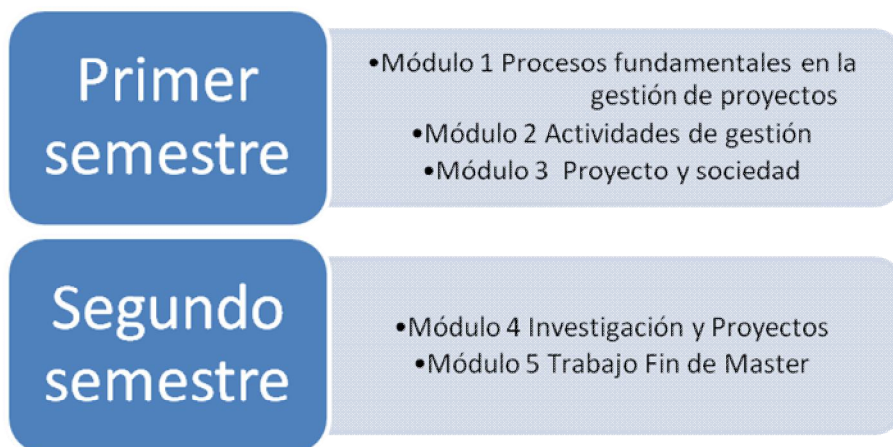 Primer
semestre
•Módulo 1 Procesos fundamentales en la
gestión de proyectos
•Módulo 2 Actividades de gestión
•Módulo 3 Proyecto y sociedad
Segundo
semestre
•Módulo 4 Investigación y Proyectos
•Módulo 5 Trabajo Fin de Master